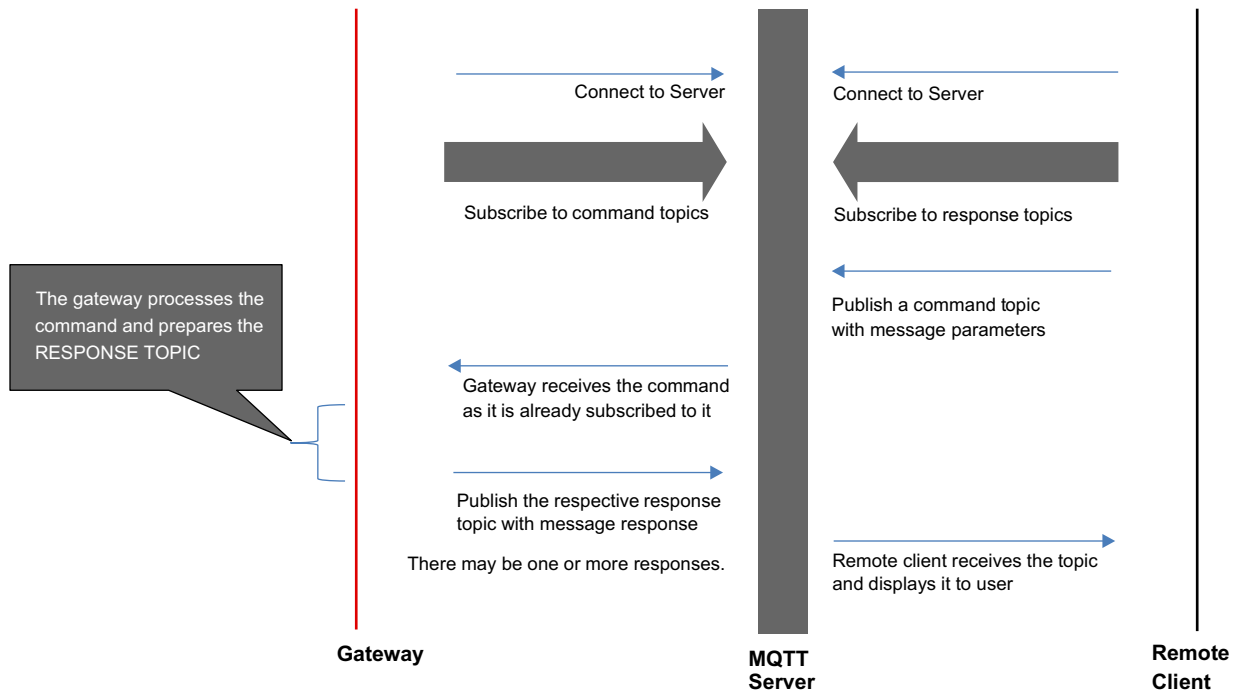 Connect to Server
Connect to Server
Subscribe to command topics
Subscribe to response topics
The gateway processes the
command and prepares the
RESPONSE TOPIC
Publish a command topic
with message parameters
Gateway receives the command
as it is already subscribed to it
Publish the respective response
topic with message response
There may be one or more responses.
Remote client receives the topic
and displays it to user
Gateway
MQTT
Server
Remote
Client